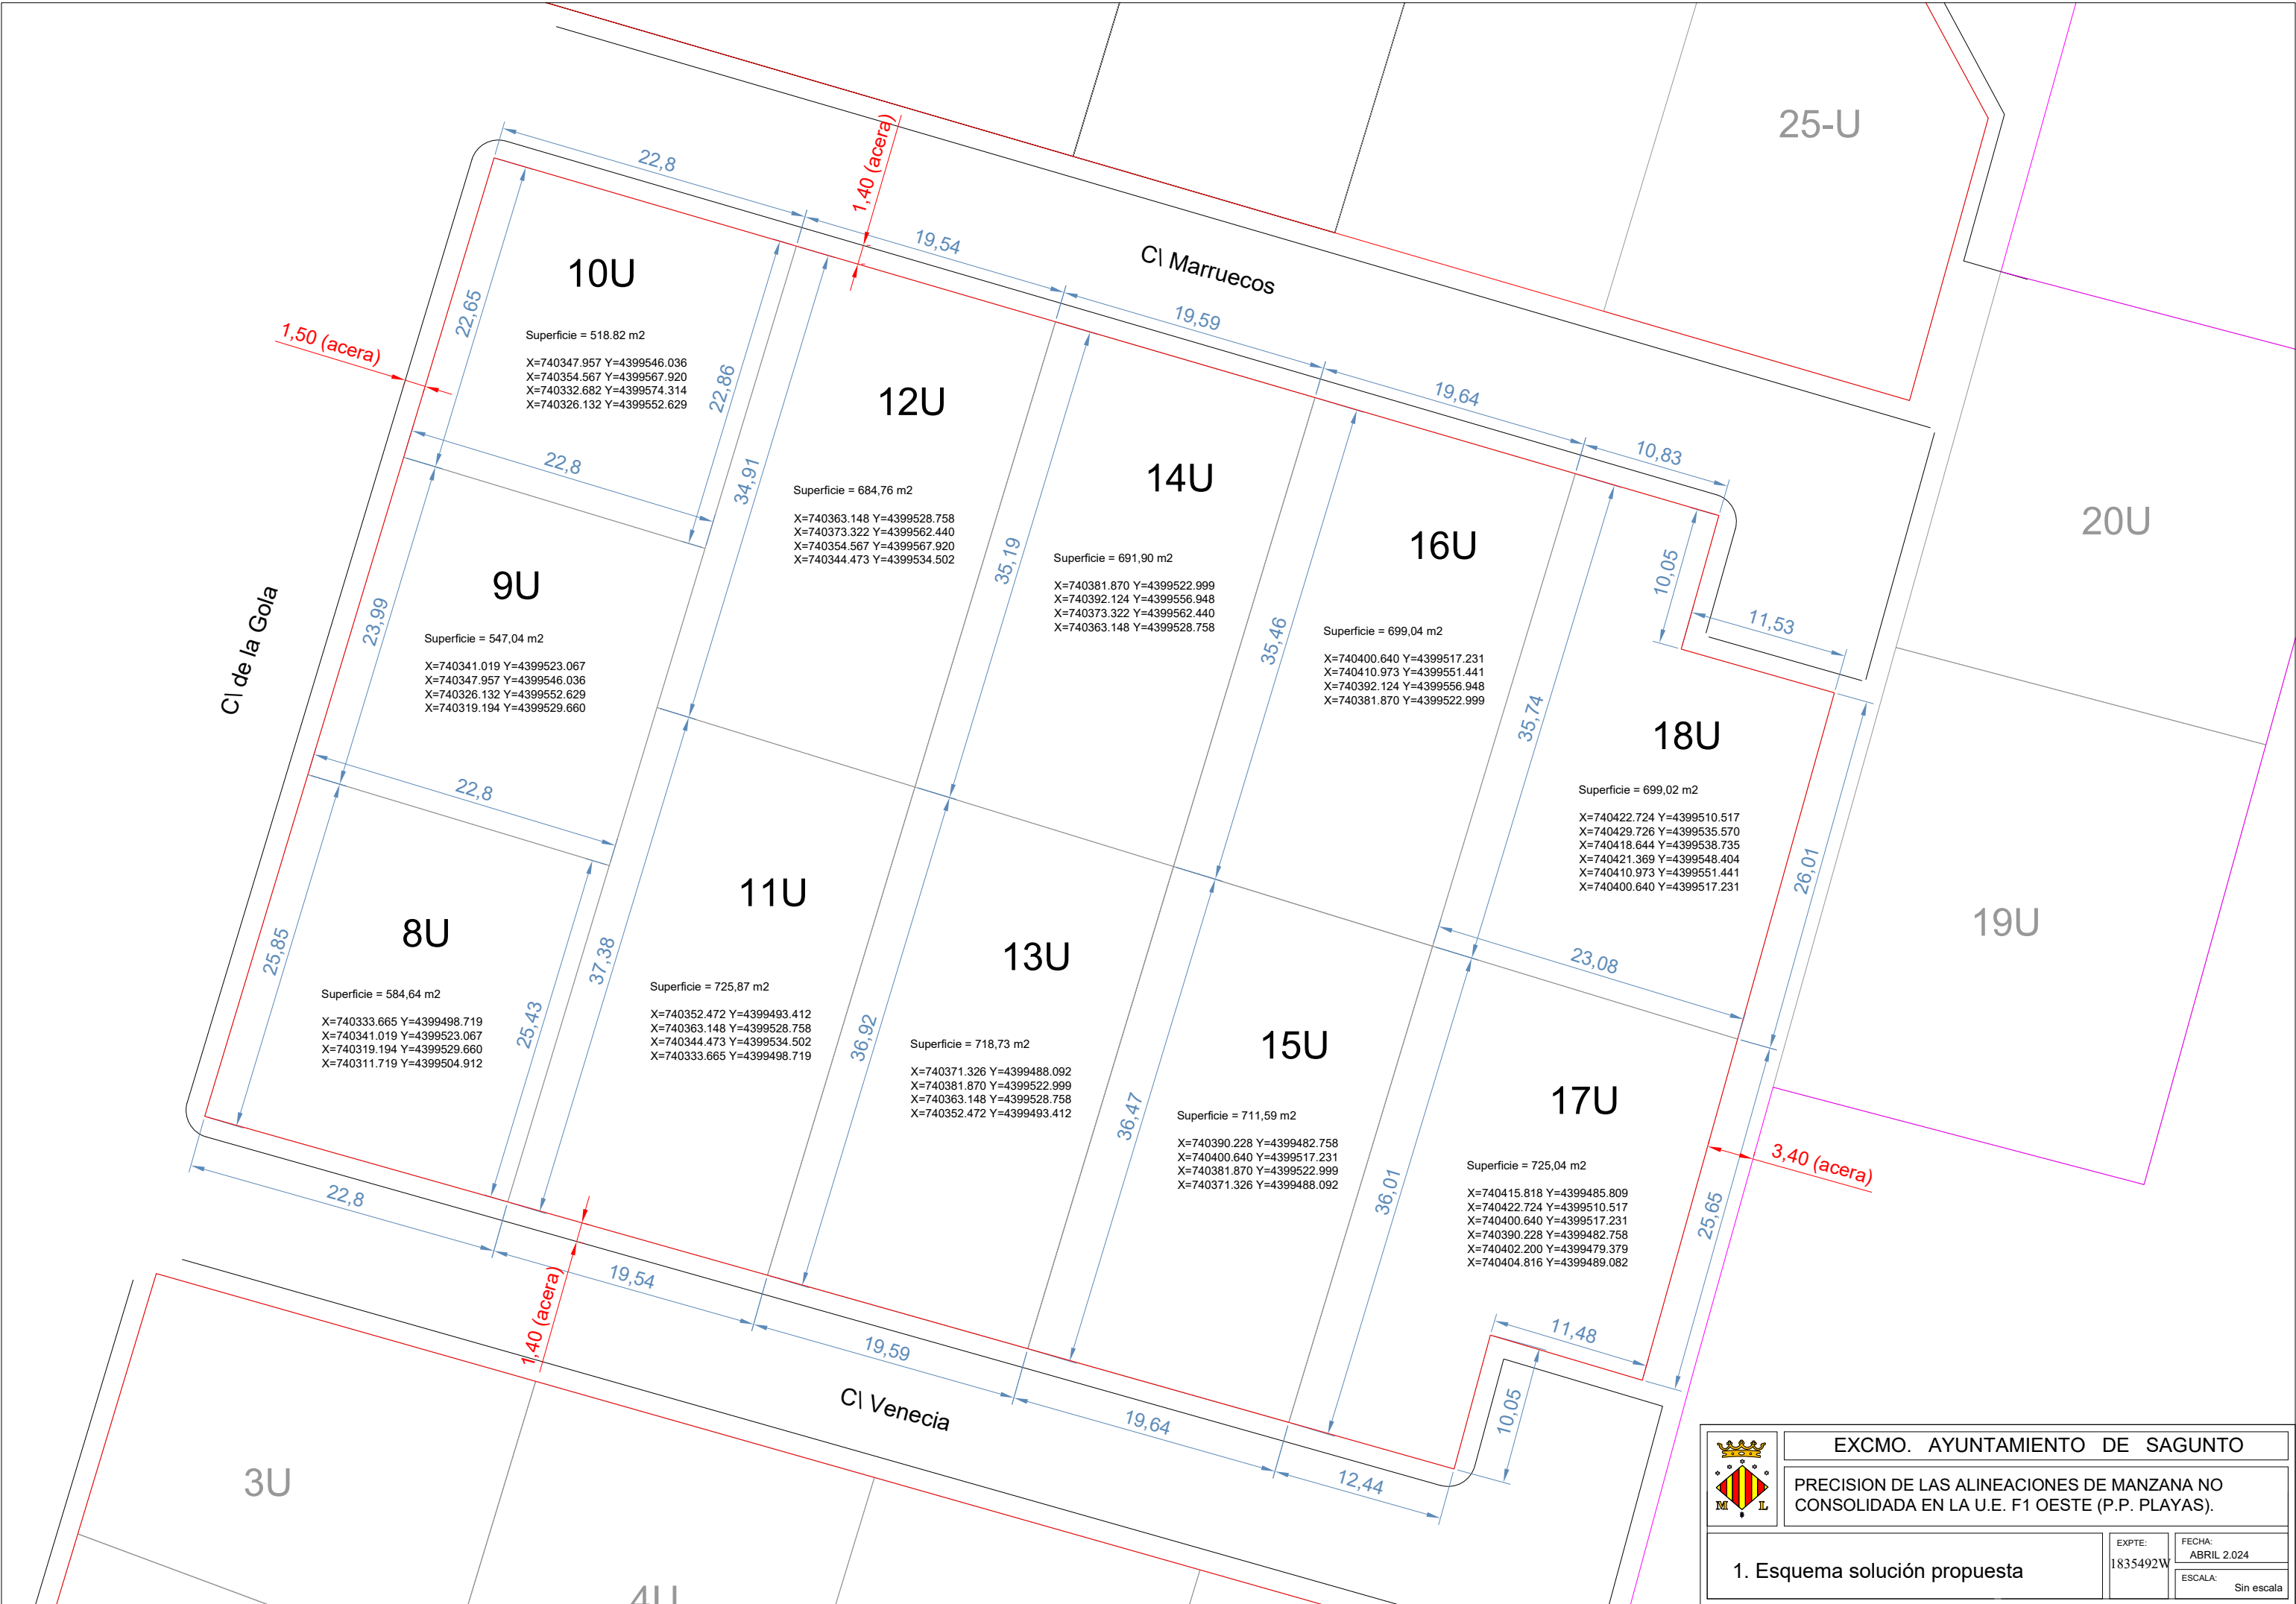 25-U
22,8
1,40 (acera)
19,54
C\ Marruecos
19,59
19,64
10,83
10U
22,65
Superficie = 518.82 m2
X=740347.957 Y=4399546.036
X=740354.567 Y=4399567.920
X=740332.682 Y=4399574.314
X=740326.132 Y=4399552.629
22,86
1,50 (acera)
22,8
34,91
12U
Superficie = 684,76 m2
X=740363.148 Y=4399528.758
X=740373.322 Y=4399562.440
X=740354.567 Y=4399567.920
X=740344.473 Y=4399534.502
35,19
14U
Superficie = 691,90 m2
X=740381.870 Y=4399522.999
X=740392.124 Y=4399556.948
X=740373.322 Y=4399562.440
X=740363.148 Y=4399528.758
35,46
16U
Superficie = 699,04 m2
X=740400.640 Y=4399517.231
X=740410.973 Y=4399551.441
X=740392.124 Y=4399556.948
X=740381.870 Y=4399522.999
35,74
10,05
11,53
20U
18U
Superficie = 699,02 m2
X=740422.724 Y=4399510.517
X=740429.726 Y=4399535.570
X=740418.644 Y=4399538.735
X=740421.369 Y=4399548.404
X=740410.973 Y=4399551.441
X=740400.640 Y=4399517.231
26,01
23,08
19U
C\ de la Gola
9U
23,99
Superficie = 547,04 m2
X=740341.019 Y=4399523.067
X=740347.957 Y=4399546.036
X=740326.132 Y=4399552.629
X=740319.194 Y=4399529.660
22,8
8U
25,85
Superficie = 584,64 m2
X=740333.665 Y=4399498.719
X=740341.019 Y=4399523.067
X=740319.194 Y=4399529.660
X=740311.719 Y=4399504.912
25,43
37,38
11U
Superficie = 725,87 m2
X=740352.472 Y=4399493.412
X=740363.148 Y=4399528.758
X=740344.473 Y=4399534.502
X=740333.665 Y=4399498.719
36,92
13U
Superficie = 718,73 m2
X=740371.326 Y=4399488.092
X=740381.870 Y=4399522.999
X=740363.148 Y=4399528.758
X=740352.472 Y=4399493.412
36,47
15U
Superficie = 711,59 m2
X=740390.228 Y=4399482.758
X=740400.640 Y=4399517.231
X=740381.870 Y=4399522.999
X=740371.326 Y=4399488.092
36,01
17U
Superficie = 725,04 m2
X=740415.818 Y=4399485.809
X=740422.724 Y=4399510.517
X=740400.640 Y=4399517.231
X=740390.228 Y=4399482.758
X=740402.200 Y=4399479.379
X=740404.816 Y=4399489.082
3,40 (acera)
25,65
11,48
10,05
22,8
19,54
1,40 (acera)
19,59
19,64
12,44
C\ Venecia
3U
4U
M L
EXCMO. AYUNTAMIENTO DE SAGUNTO
PRECISION DE LAS ALINEACIONES DE MANZANA NO
CONSOLIDADA EN LA U.E. F1 OESTE (P.P. PLAYAS).
1. Esquema solución propuesta
EXPTE:
1835492W
FECHA:
ABRIL 2.024
ESCALA:
Sin escala